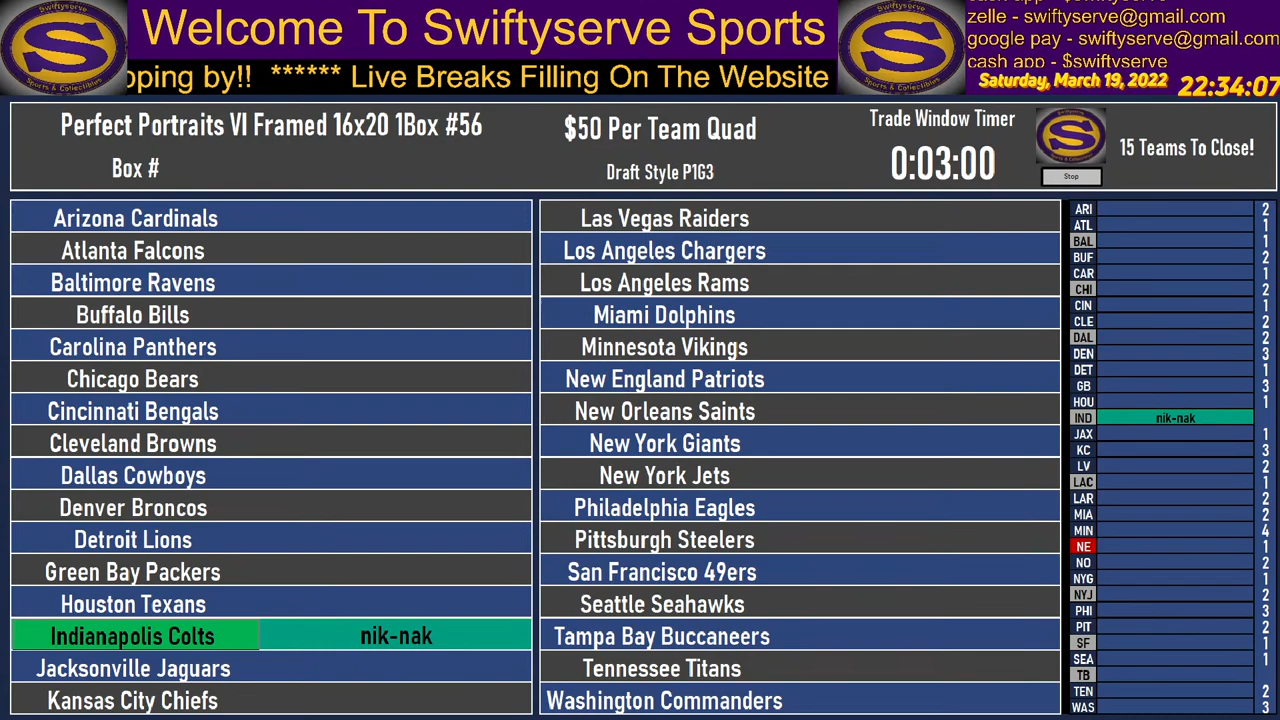 Welcome To Swiftyserve Sports
opping by!! ****** Live Breaks Filling On The Website
zelle - swiftyserve@gmail.com
google pay - swiftyserve@gmail.com
cash app - $swiftyserve
Saturday, March 19, 2022 22:34:07
Perfect Portraits VI Framed 16x20 1Box #56
Box #
$50 Per Team Quad
Draft Style P1G3
Trade Window Timer
0:03:00
Stop
15 Teams To Close!
Arizona Cardinals
Atlanta Falcons
Baltimore Ravens
Buffalo Bills
Carolina Panthers
Chicago Bears
Cincinnati Bengals
Cleveland Browns
Dallas Cowboys
Denver Broncos
Detroit Lions
Green Bay Packers
Houston Texans
Indianapolis Colts nik-nak
Jacksonville Jaguars
Kansas City Chiefs
Las Vegas Raiders
Los Angeles Chargers
Los Angeles Rams
Miami Dolphins
Minnesota Vikings
New England Patriots
New Orleans Saints
New York Giants
New York Jets
Philadelphia Eagles
Pittsburgh Steelers
San Francisco 49ers
Seattle Seahawks
Tampa Bay Buccaneers
Tennessee Titans
Washington Commanders
ARI 2
ATL 1
BAL 1
BUF 2
CAR 1
CHI 2
CIN 1
CLE 2
DAL 2
DEN 3
DET 1
GB 3
HOU 1
IND nik-nak
JAX 1
KC 3
LV 2
LAC 1
LAR 2
MIA 2
MIN 4
NE 1
NO 2
NYG 1
NYJ 2
PHI 3
PIT 2
SF 1
SEA 1
TB
TEN 2
WAS 3